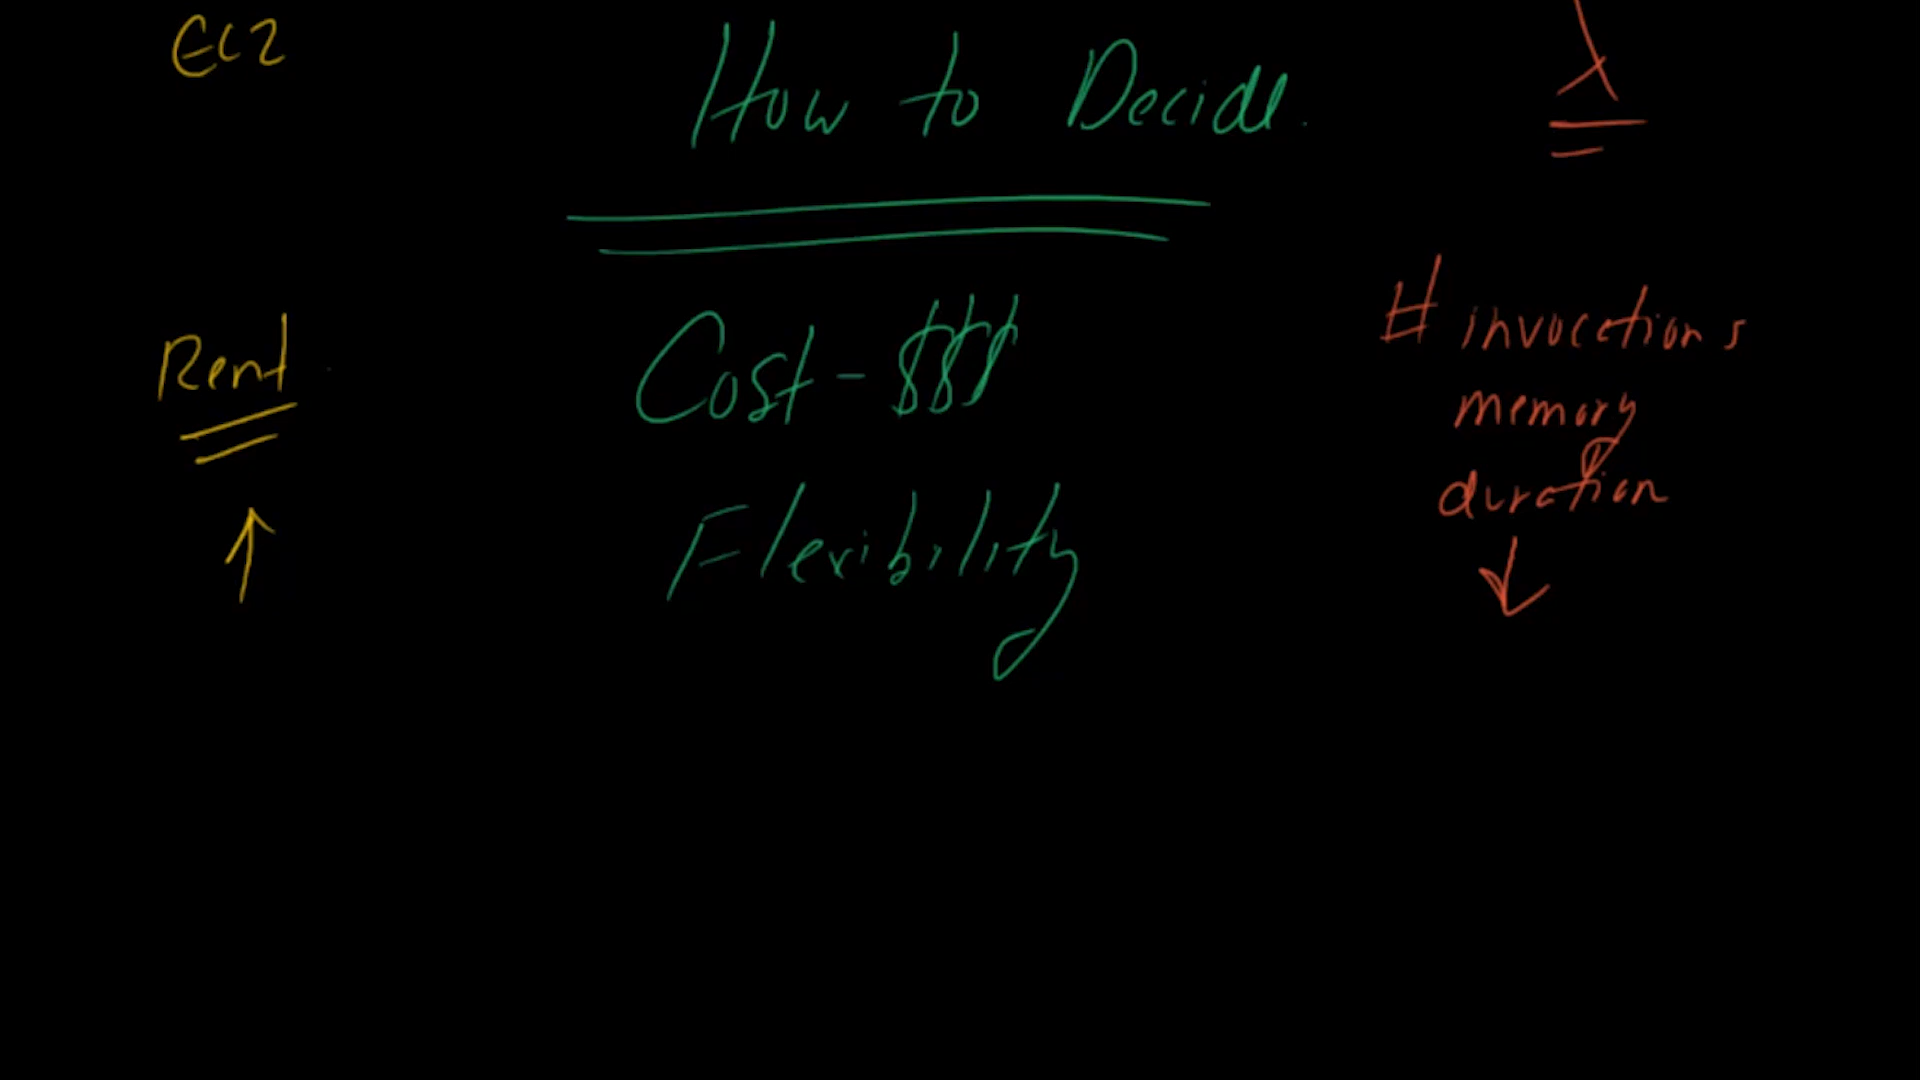 EC2
How to Decide.
λ
Cost - $$$
# invocations
Rent
memory
duration
Flexibility